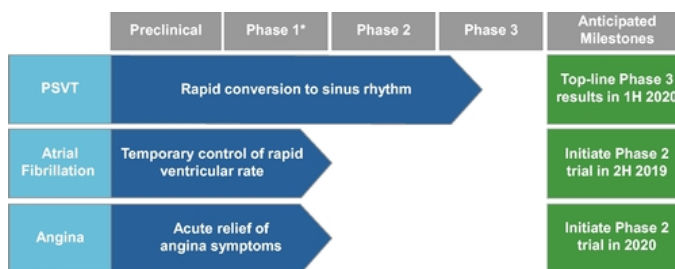 Preclinical
Phase 1*
Phase 2
Phase 3
Anticipated
Milestones
PSVT
Rapid conversion to sinus rhythm
Top-line Phase 3
results in 1H 2020
Atrial
Fibrillation
Temporary control of rapid
ventricular rate
Initiate Phase 2
trial in 2H 2019
Angina
Acute relief of
angina symptoms
Initiate Phase 2
trial in 2020